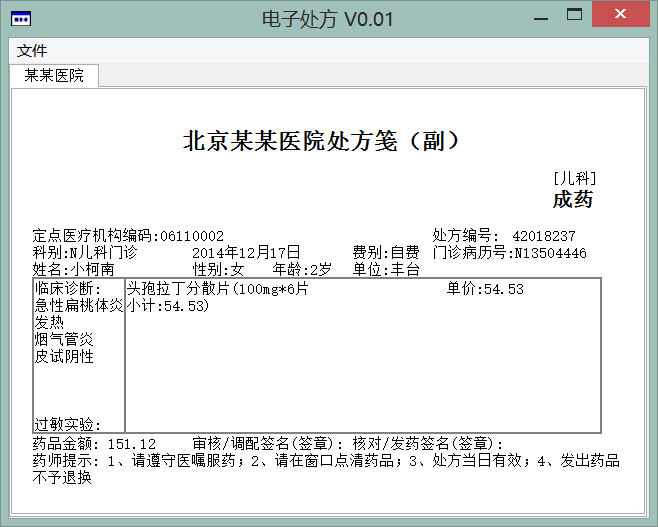 电子处方 V0.01
文件
某某医院
北京某某医院处方笺（副）
[儿科]
成药
定点医疗机构编码:06110002 处方编号: 42018237
科别:N儿科门诊 2014年12月17日 费别:自费 门诊病历号:N13504446
姓名:小柯南 性别:女 年龄:2岁 单位:丰台
临床诊断: 头孢拉丁分散片(100mg*6片 单价:54.53
急性扁桃体炎 小计:54.53)
发热
烟气管炎
皮试阴性
过敏实验:
药品金额: 151.12 审核/调配签名(签章): 核对/发药签名(签章):
药师提示: 1、请遵守医嘱服药; 2、请在窗口点清药品; 3、处方当日有效; 4、发出药品
不予退换